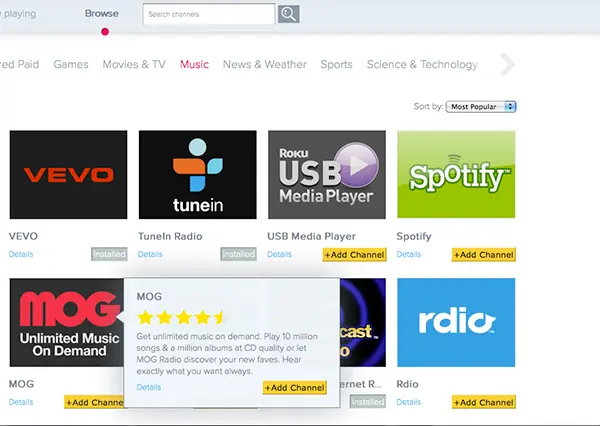 playing
Browse
Search channels
Paid
Games
Movies & TV
Music
News & Weather
Sports
Science & Technology
Sort by:
Most Popular
VEVO
tunein
ROKU
USB
Media Player
Spotify™
VEVO
TuneIn Radio
USB Media Player
Spotify
Details
Installed
Details
Installed
Details
+Add Channel
Details
+Add Channel
MOG
Unlimited Music
On Demand
MOG
Get unlimited music on demand. Play 10 million
songs & a million albums at CD quality or let
MOG Radio discover your new faves. Hear
exactly what you want always.
Details
+Add Channel
cast
io
rdio
MOG
ernet R...
Rdio
Details
+Add Channel
Installed
Details
+Add Channel